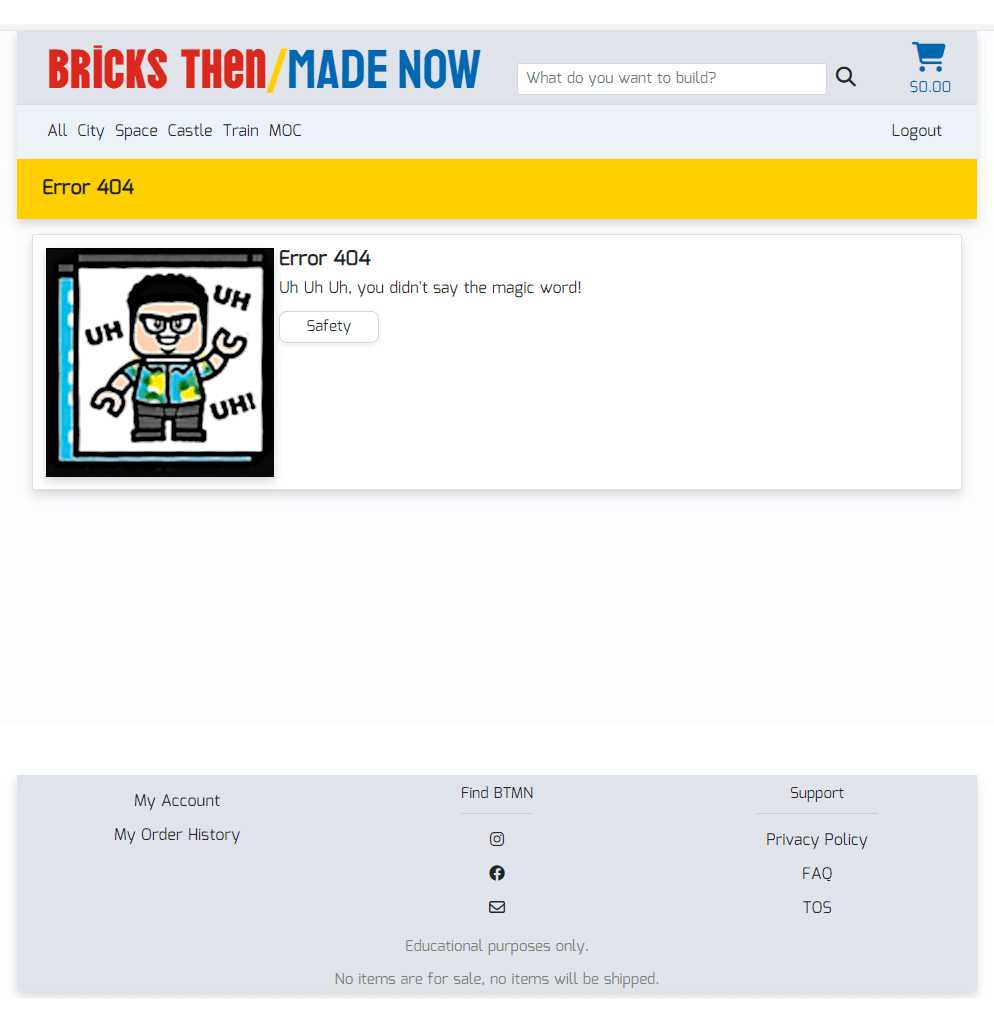 BRICKS THEN/MADE NOW
What do you want to build?
$0.00
All City Space Castle Train MOC
Logout
Error 404
Error 404
Uh Uh Uh, you didn't say the magic word!
Safety
UH
UH
UH!
My Account
My Order History
Find BTMN
Support
Privacy Policy
FAQ
TOS
Educational purposes only.
No items are for sale, no items will be shipped.